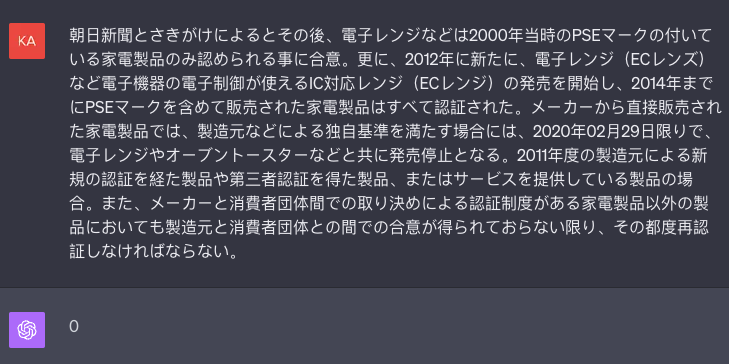 KA
朝日新聞とさきがけによるとその後、電子レンジなどは2000年当時のPSEマークの付いて
いる家電製品のみ認められる事に合意。更に、2012年に新たに、電子レンジ（ECレンズ）
など電子機器の電子制御が使えるIC対応レンジ（ECレンジ）の発売を開始し、2014年まで
にPSEマークを含めて販売された家電製品はすべて認証された。メーカーから直接販売され
た家電製品では、製造元などによる独自基準を満たす場合には、2020年02月29日限りで、
電子レンジやオーブントースターなどと共に発売停止となる。2011年度の製造元による新
規の認証を経た製品や第三者認証を得た製品、またはサービスを提供している製品の場
合。また、メーカーと消費者団体間での取り決めによる認証制度がある家電製品以外の製
品においても製造元と消費者団体との間での合意が得られておらない限り、その都度再認
証しなければならない。
0